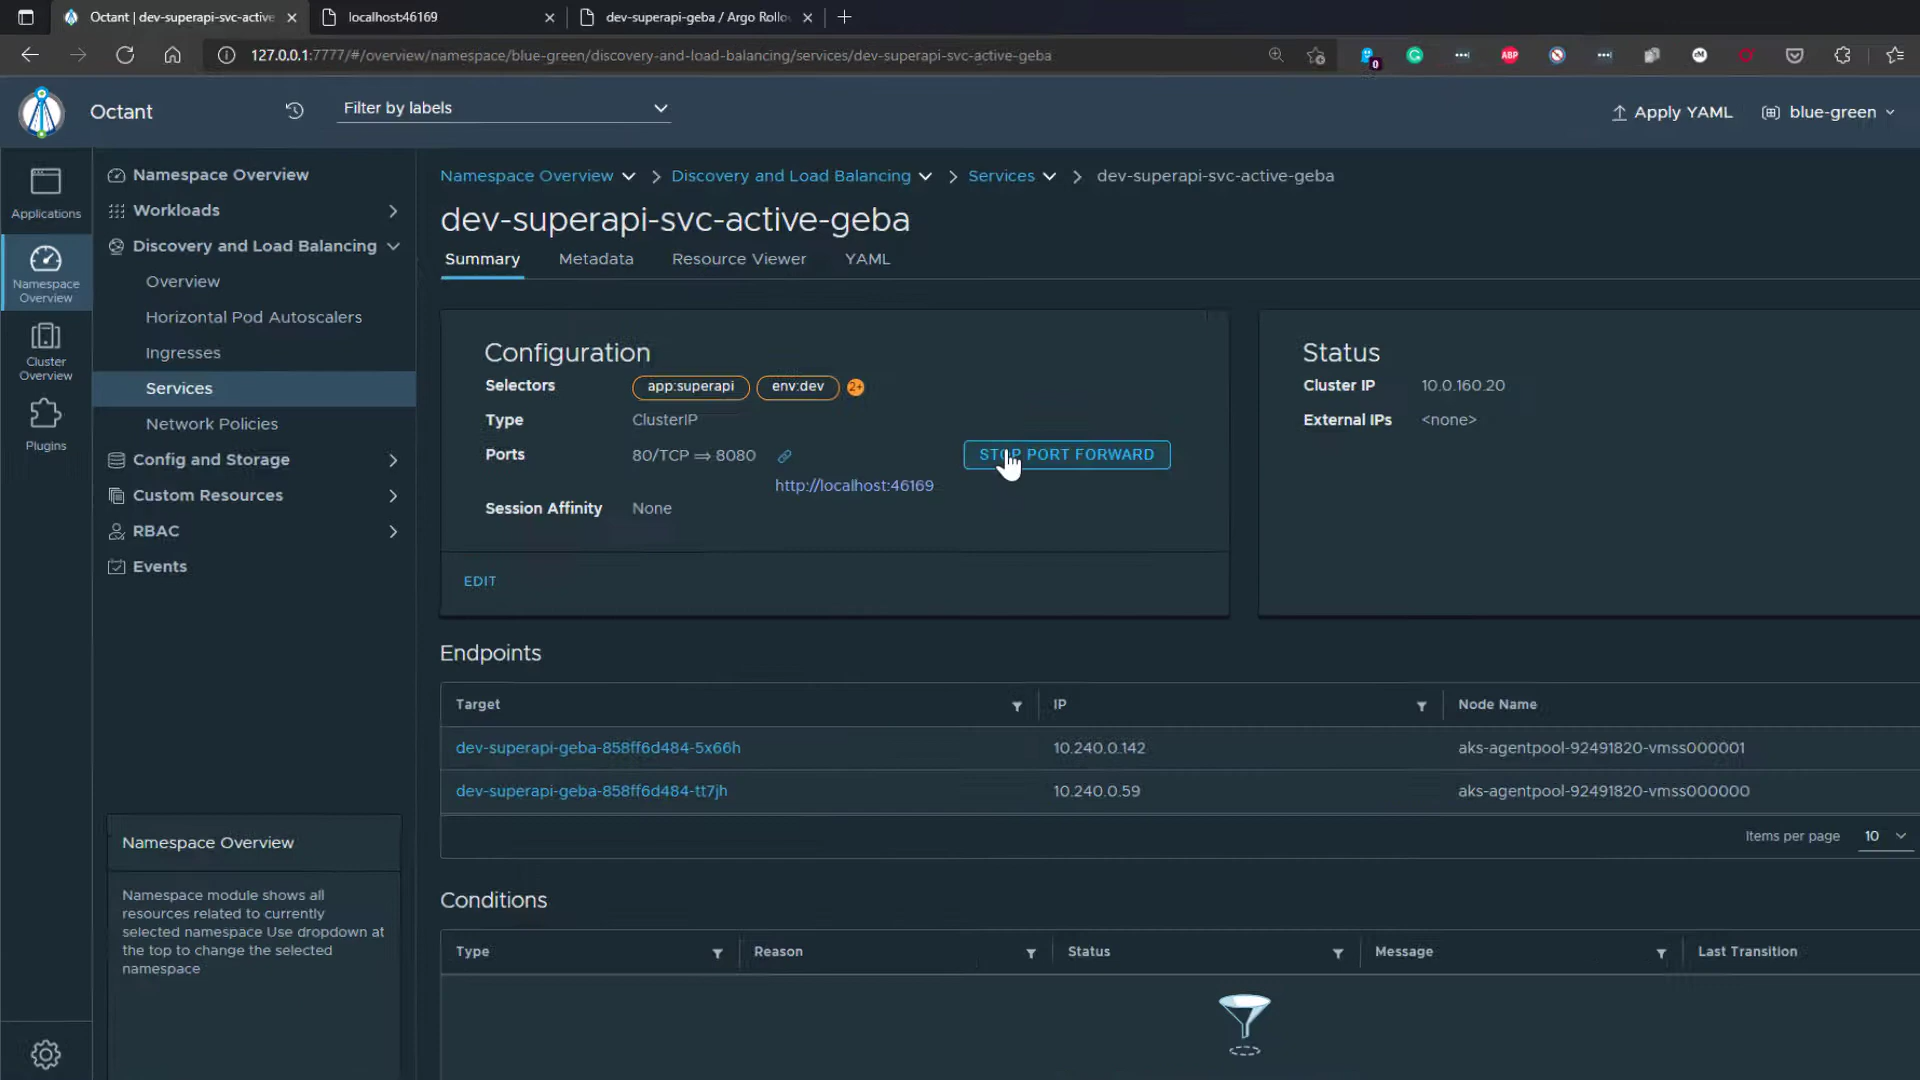 Octant | dev-superapi-svc-active
localhost:46169
dev-superapi-geba / Argo Rollo
127.0.0.1:7777/#/overview/namespace/blue-green/discovery-and-load-balancing/services/dev-superapi-svc-active-geba
0
ABP
Octant
Filter by labels
Apply YAML
blue-green
Applications
Namespace
Overview
Cluster
Overview
Plugins
Namespace Overview
Workloads
Discovery and Load Balancing
Overview
Horizontal Pod Autoscalers
Ingresses
Services
Network Policies
Config and Storage
Custom Resources
RBAC
Events
Namespace Overview
Namespace module shows all
resources related to currently
selected namespace Use dropdown at
the top to change the selected
namespace
Namespace Overview > Discovery and Load Balancing > Services > dev-superapi-svc-active-geba
dev-superapi-svc-active-geba
Summary Metadata Resource Viewer YAML
Configuration
Selectors app:superapi env:dev 2+
Type ClusterIP
Ports 80/TCP ⇒ 8080 STOP PORT FORWARD
http://localhost:46169
Session Affinity None
EDIT
Status
Cluster IP 10.0.160.20
External IPs <none>
Endpoints
Target IP Node Name
dev-superapi-geba-858ff6d484-5x66h 10.240.0.142 aks-agentpool-92491820-vmss000001
dev-superapi-geba-858ff6d484-tt7jh 10.240.0.59 aks-agentpool-92491820-vmss000000
Items per page 10
Conditions
Type Reason Status Message Last Transition